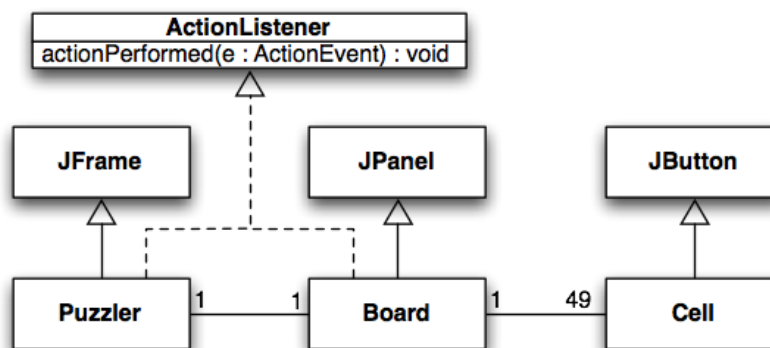 ActionListener
actionPerformed(e : ActionEvent) : void
JFrame
JPanel
JButton
Puzzler
1
1
Board
1
49
Cell